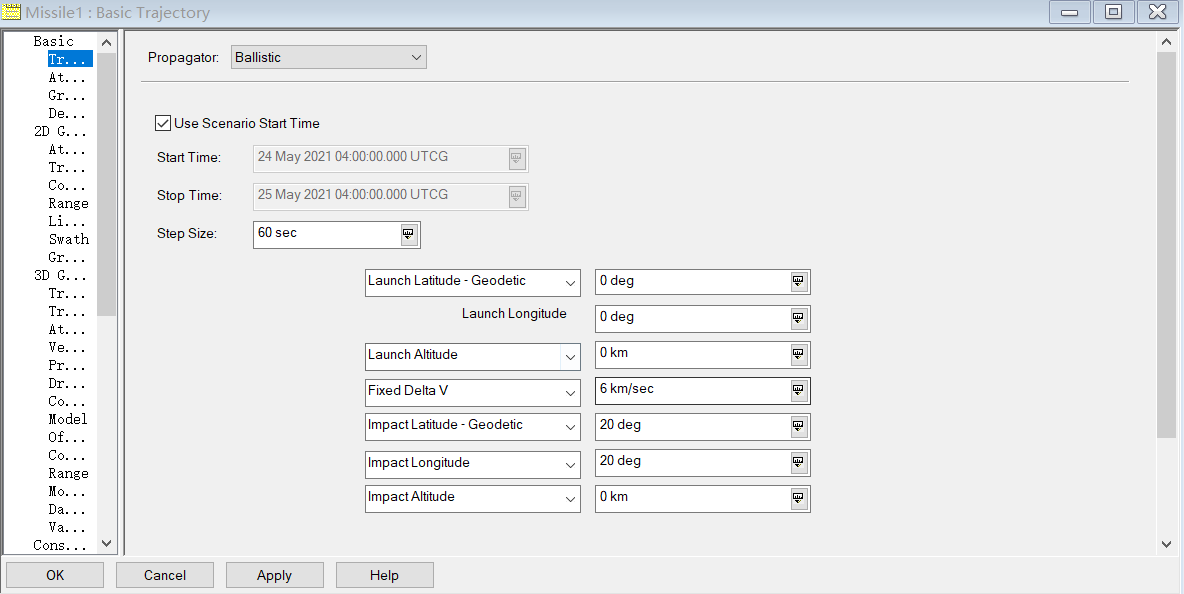 Missile1 : Basic Trajectory
Basic
Tr...
At...
Gr...
De...
2D G...
At...
Tr...
Co...
Range
Li...
Swath
Gr...
3D G...
Tr...
Tr...
At...
Ve...
Pr...
Dr...
Co...
Model
Of...
Co...
Range
Mo...
Da...
Va...
Cons...
Propagator: Ballistic
Use Scenario Start Time
Start Time: 24 May 2021 04:00:00.000 UTCG
Stop Time: 25 May 2021 04:00:00.000 UTCG
Step Size: 60 sec
Launch Latitude - Geodetic 0 deg
Launch Longitude 0 deg
Launch Altitude 0 km
Fixed Delta V 6 km/sec
Impact Latitude - Geodetic 20 deg
Impact Longitude 20 deg
Impact Altitude 0 km
OK Cancel Apply Help